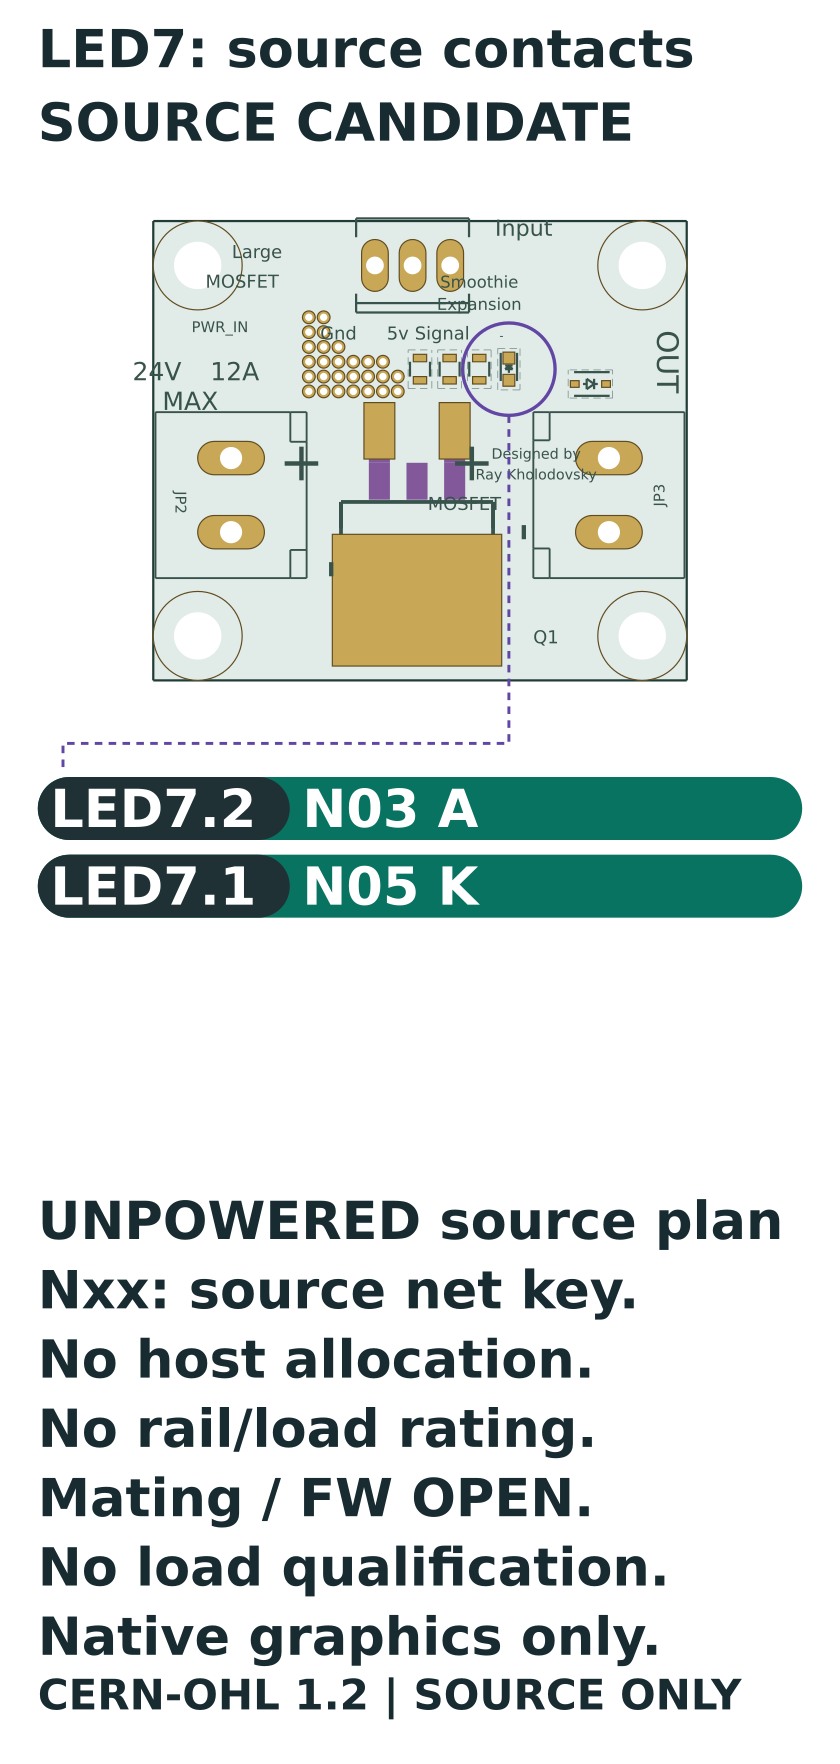 LED7: source contacts
SOURCE CANDIDATE
Input
Large
MOSFET
Smoothie
Expansion
PWR_IN
Gnd
5v Signal
-
OUT
24V 12A
MAX
+
+
Designed by
Ray Kholodovsky
JP2
JP3
MOSFET
-
-
Q1
LED7.2 N03 A
LED7.1 N05 K
UNPOWERED source plan
Nxx: source net key.
No host allocation.
No rail/load rating.
Mating / FW OPEN.
No load qualification.
Native graphics only.
CERN-OHL 1.2 | SOURCE ONLY